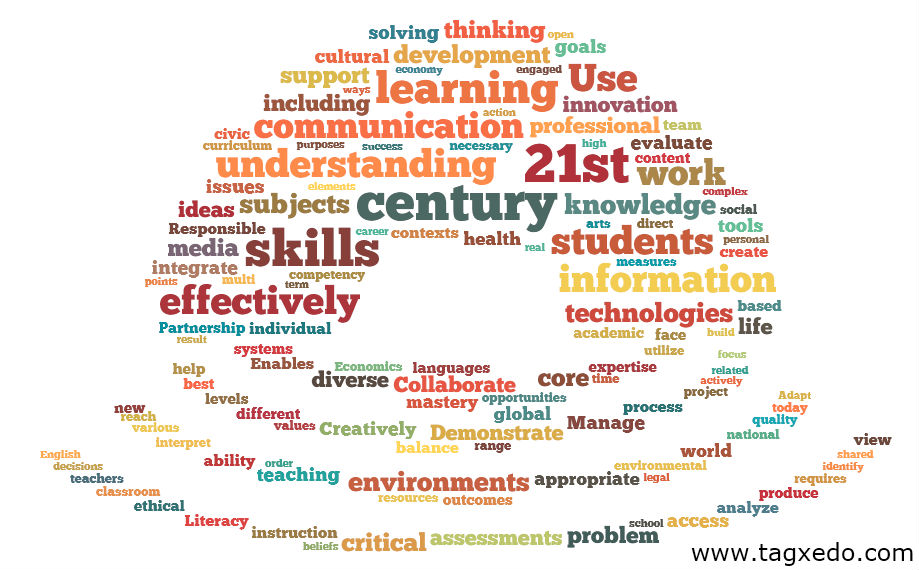 solving thinking open
cultural development goals
economy engaged
support ways learning Use
including action innovation
civic communication professional team
curriculum purposes success necessary high evaluate
understanding 21st content work
issues elements complex
ideas subjects century knowledge social
Responsible career contexts health real arts direct tools
media skills students personal create
integrate measures
points multi competency term information
effectively technologies based
Partnership individual academic face build life
result systems utilize focus
help Enables Economics languages expertise related
best diverse Collaborate core time actively
levels mastery opportunities project Adapt
new reach different global process today
various values Creatively Demonstrate Manage quality
interpret balance range national view
English ability order world shared
decisions teaching environmental identify
teachers environments appropriate legal requires
classroom resources outcomes produce
ethical analyze
Literacy instruction school access
beliefs critical assessments problem
www.tagxedo.com